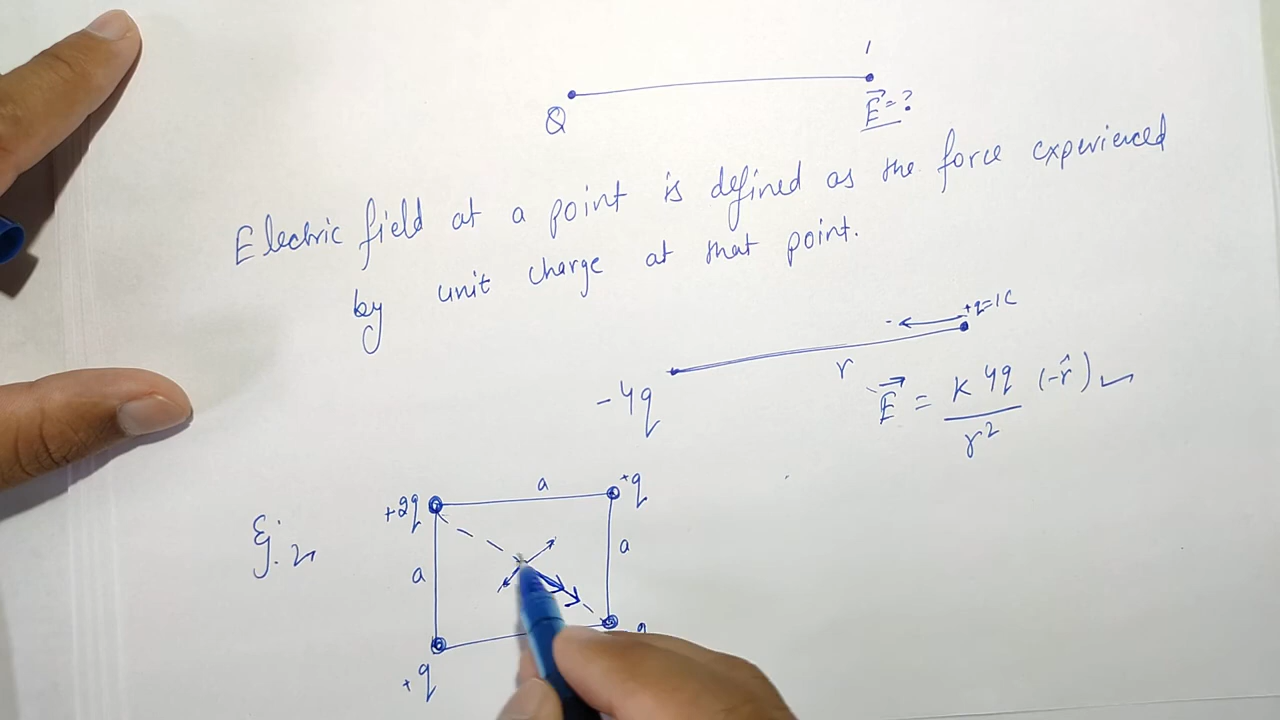 1
Q
E = ?
Electric field at a point is defined as the force experienced
by unit charge at that point.
+q=1C
r
-4q
E = K 4q (-r̂)
r²
a
+2q
+q
Eg. 2
a
a
+q
q